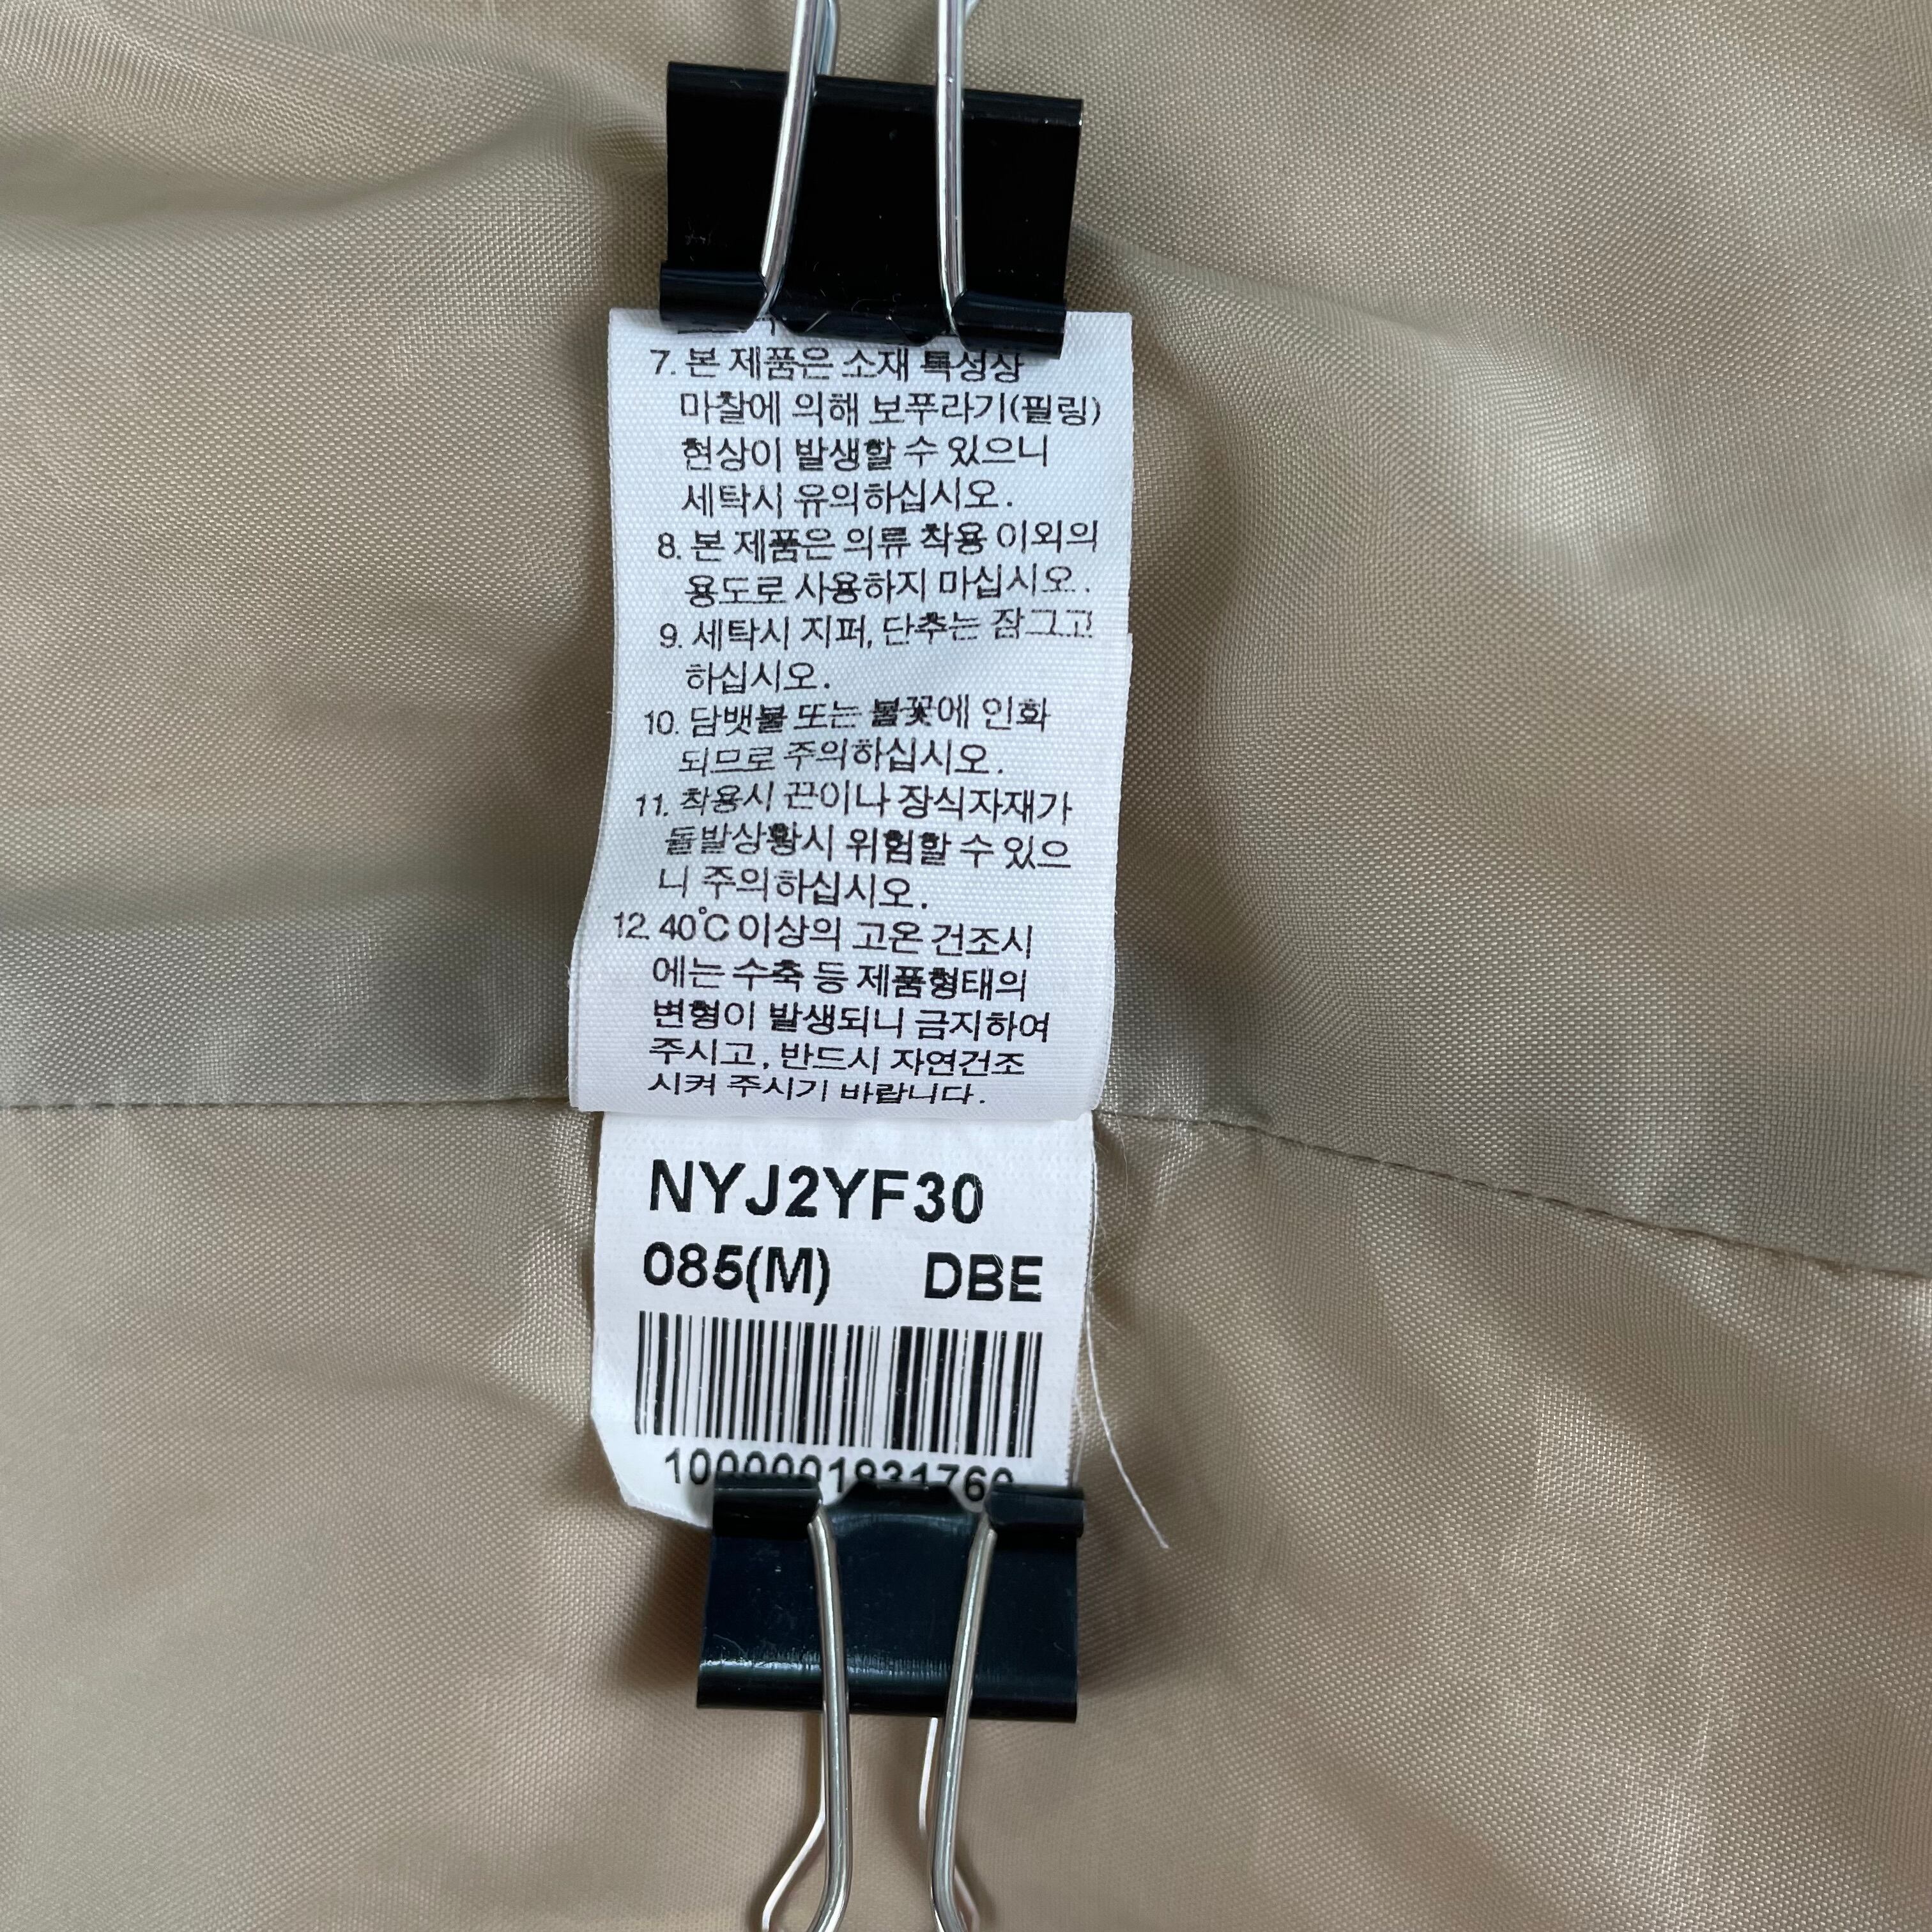 7. 본 제품은 소재 특성상
마찰에 의해 보푸라기(필링)
현상이 발생할 수 있으니
세탁시 유의하십시오.
8. 본 제품은 의류 착용 이외의
용도로 사용하지 마십시오.
9. 세탁시 지퍼, 단추는 잠그고
하십시오.
10. 담뱃불 또는 불꽃에 인화
되므로 주의하십시오.
11. 착용시 끈이나 장식자재가
돌발상황시 위험할 수 있으
니 주의하십시오.
12. 40℃ 이상의 고온 건조시
에는 수축 등 제품형태의
변형이 발생되니 금지하여
주시고, 반드시 자연건조
시켜 주시기 바랍니다.
NYJ2YF30
085(M) DBE
1000001831760